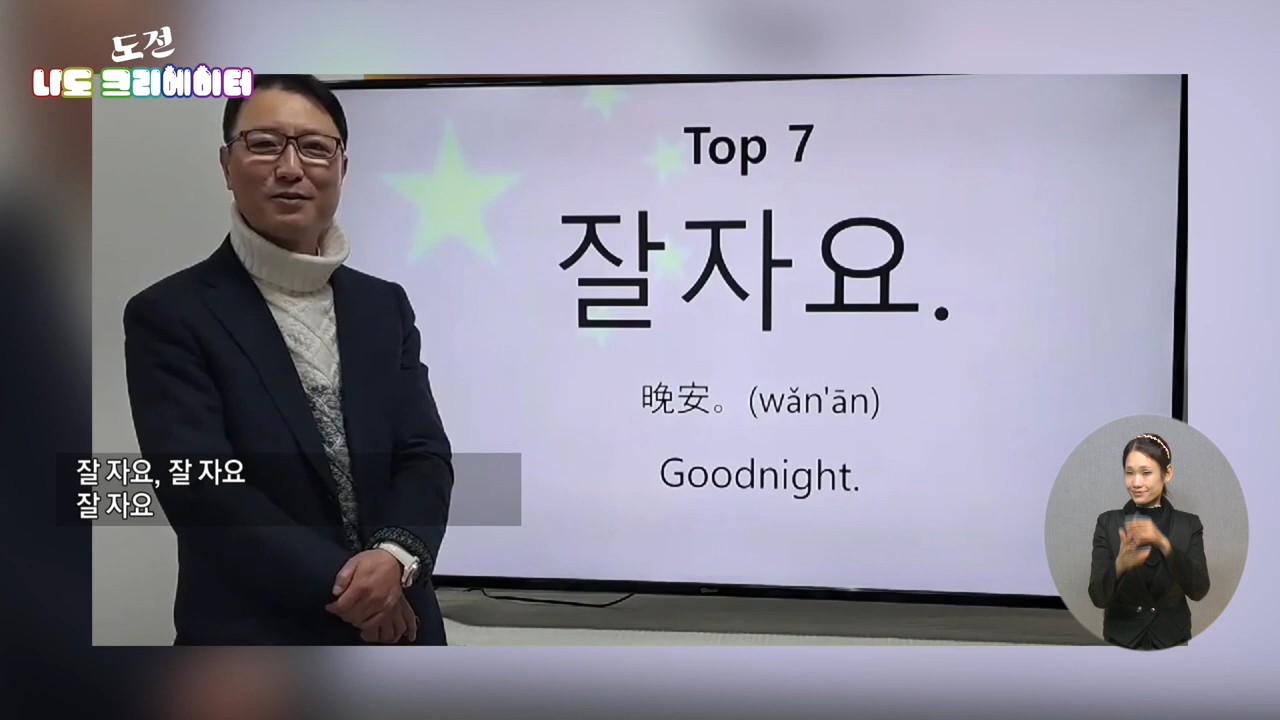 도전
나도 크리에이터
Top 7
잘자요.
晚安。(wǎn'ān)
Goodnight.
잘 자요, 잘 자요
잘 자요